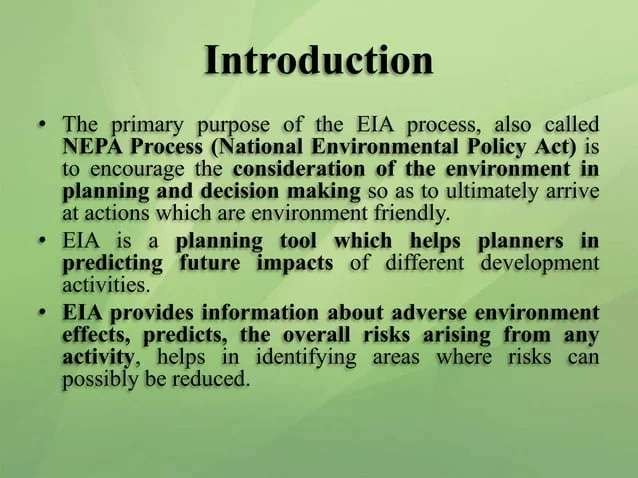 Introduction
• The primary purpose of the EIA process, also called
NEPA Process (National Environmental Policy Act) is
to encourage the consideration of the environment in
planning and decision making so as to ultimately arrive
at actions which are environment friendly.
• EIA is a planning tool which helps planners in
predicting future impacts of different development
activities.
• EIA provides information about adverse environment
effects, predicts, the overall risks arising from any
activity, helps in identifying areas where risks can
possibly be reduced.